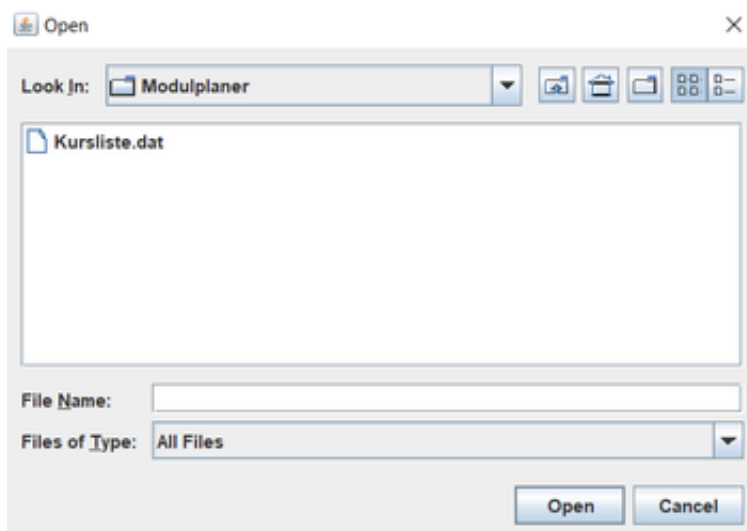 Open
Look In: Modulplaner
Kursliste.dat
File Name:
Files of Type: All Files
Open Cancel